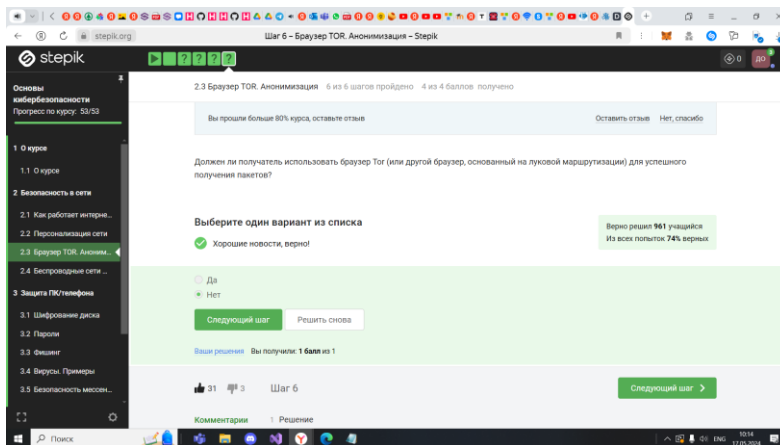 stepik.org
Шаг 6 – Браузер TOR. Анонимизация – Stepik
stepik
0
ДО
Основы кибербезопасности
Прогресс по курсу: 53/53
2.3 Браузер TOR. Анонимизация 6 из 6 шагов пройдено 4 из 4 баллов получено
Вы прошли больше 80% курса, оставьте отзыв
Оставить отзыв Нет, спасибо
1 О курсе
1.1 О курсе
2 Безопасность в сети
2.1 Как работает интерне...
2.2 Персонализация сети
2.3 Браузер TOR. Аноним...
2.4 Беспроводные сети ...
3 Защита ПК/телефона
3.1 Шифрование диска
3.2 Пароли
3.3 Фишинг
3.4 Вирусы. Примеры
3.5 Безопасность мессен...
Должен ли получатель использовать браузер Tor (или другой браузер, основанный на луковой маршрутизации) для успешного
получения пакетов?
Выберите один вариант из списка
Хорошие новости, верно!
Верно решил 961 учащийся
Из всех попыток 74% верных
Да
Нет
Следующий шаг
Решить снова
Ваши решения Вы получили: 1 балл из 1
31 3 Шаг 6
Следующий шаг
Комментарии 1 Решение
Поиск
ENG
10:14
17.05.2024